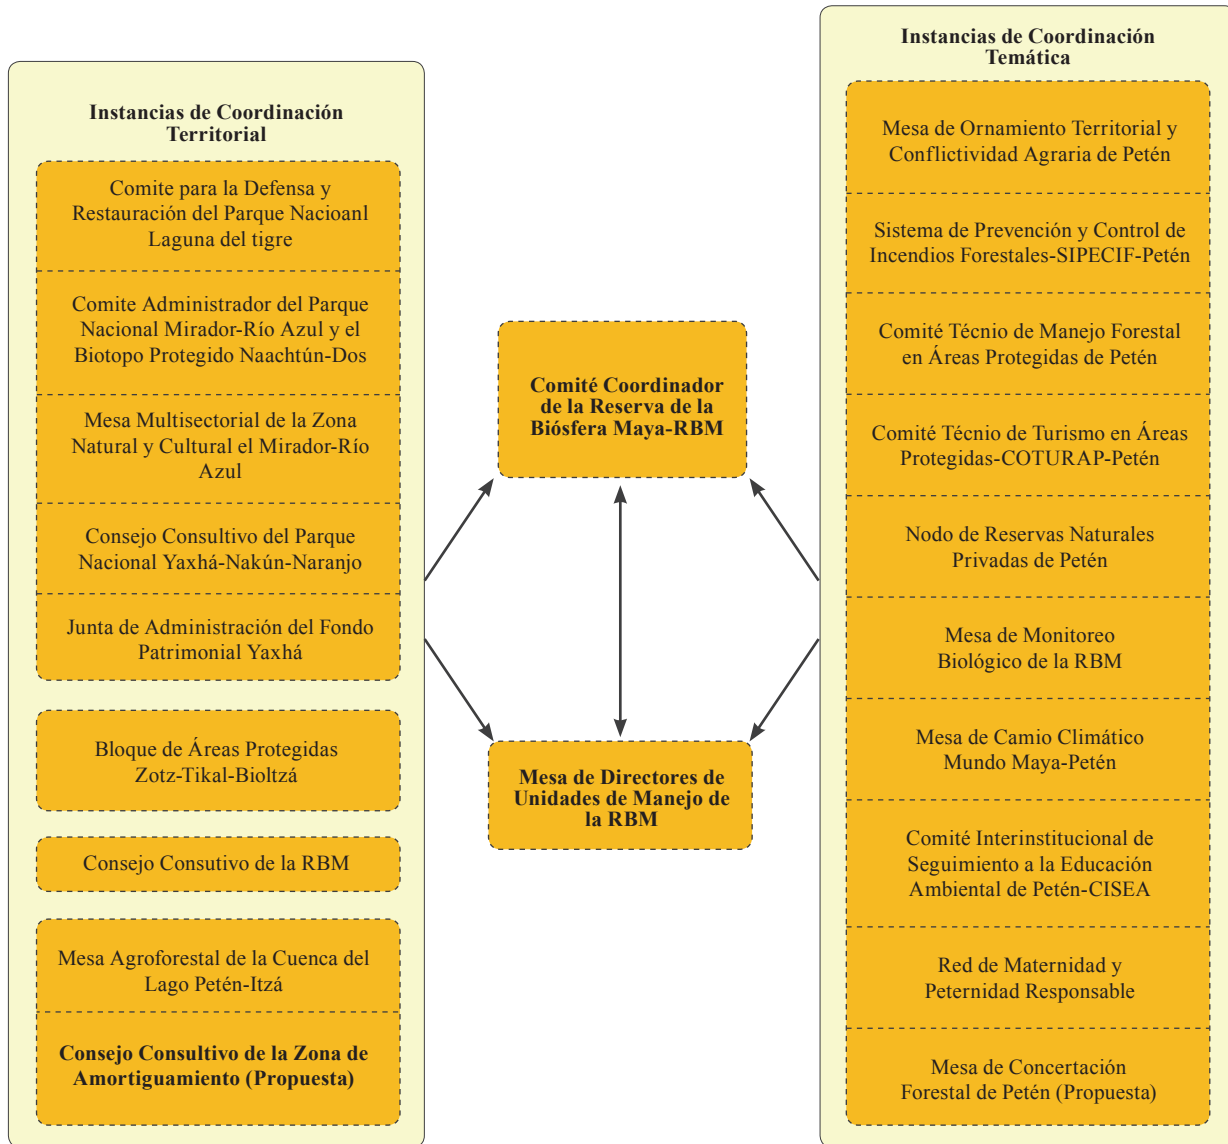 Instancias de Coordinación
Territorial
Comite para la Defensa y
Restauración del Parque Nacioanl
Laguna del tigre
Comite Administrador del Parque
Nacional Mirador-Río Azul y el
Biotopo Protegido Naachtún-Dos
Mesa Multisectorial de la Zona
Natural y Cultural el Mirador-Río
Azul
Consejo Consultivo del Parque
Nacional Yaxhá-Nakún-Naranjo
Junta de Administración del Fondo
Patrimonial Yaxhá
Bloque de Áreas Protegidas
Zotz-Tikal-Bioltzá
Consejo Consutivo de la RBM
Mesa Agroforestal de la Cuenca del
Lago Petén-Itzá
Consejo Consultivo de la Zona de
Amortiguamiento (Propuesta)
Comité Coordinador
de la Reserva de la
Biósfera Maya-RBM
Mesa de Directores de
Unidades de Manejo de
la RBM
Instancias de Coordinación
Temática
Mesa de Ornamiento Territorial y
Conflictividad Agraria de Petén
Sistema de Prevención y Control de
Incendios Forestales-SIPECIF-Petén
Comité Técnio de Manejo Forestal
en Áreas Protegidas de Petén
Comité Técnio de Turismo en Áreas
Protegidas-COTURAP-Petén
Nodo de Reservas Naturales
Privadas de Petén
Mesa de Monitoreo
Biológico de la RBM
Mesa de Camio Climático
Mundo Maya-Petén
Comité Interinstitucional de
Seguimiento a la Educación
Ambiental de Petén-CISEA
Red de Maternidad y
Peternidad Responsable
Mesa de Concertación
Forestal de Petén (Propuesta)